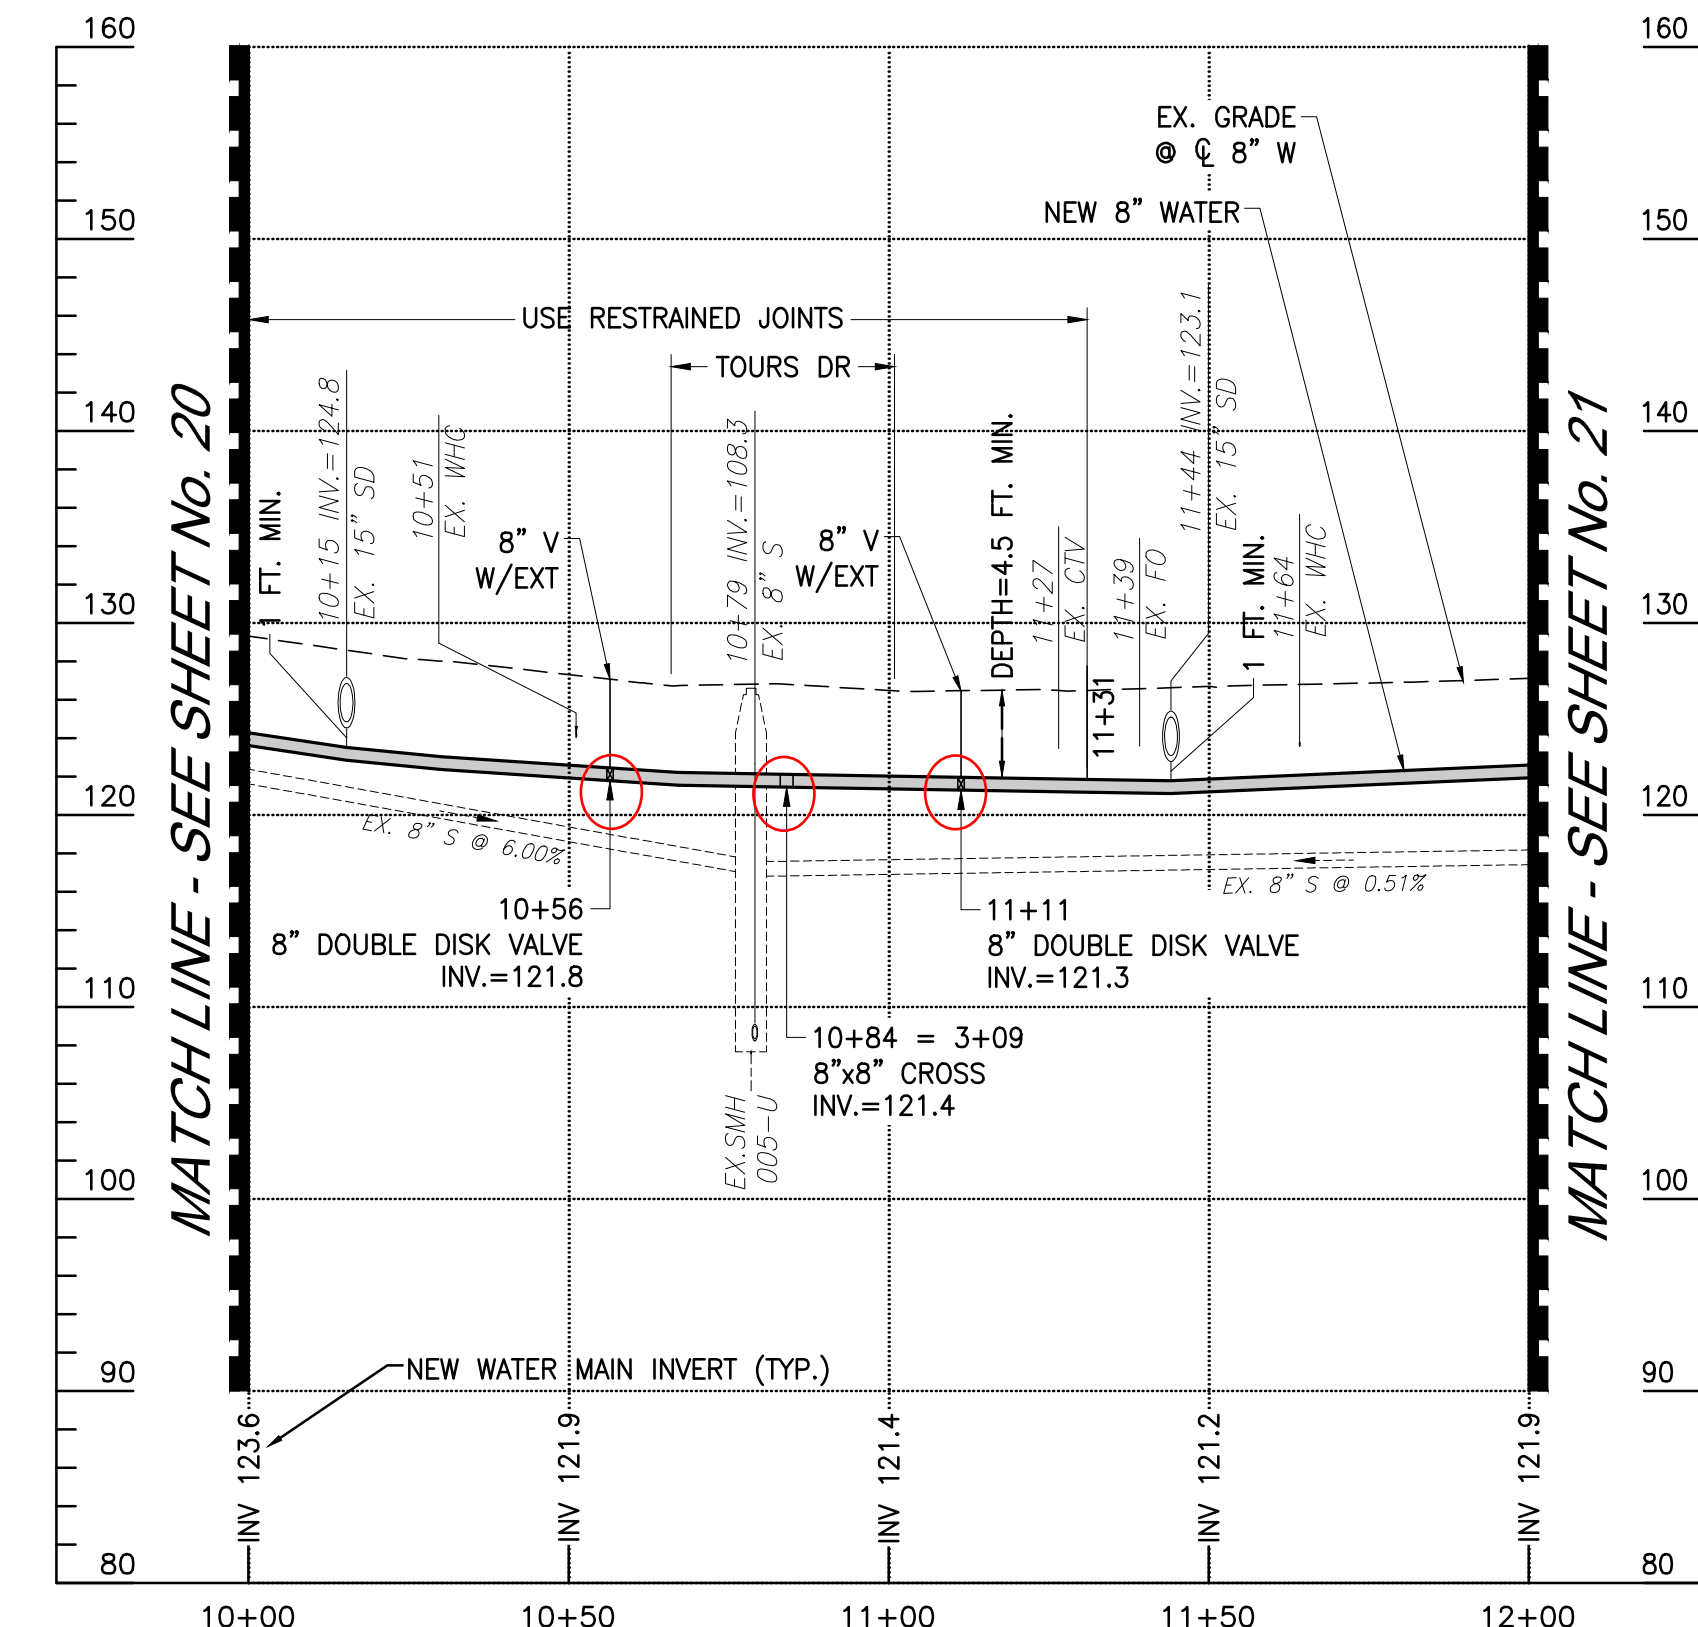 160
160
EX. GRADE
@ ℄ 8” W
150
NEW 8” WATER
150
USE RESTRAINED JOINTS
TOURS DR
140
140
MATCH LINE - SEE SHEET No. 20
1 FT. MIN.
10+15 INV.=124.8
EX. 15” SD
10+51
EX. WHC
8” V
W/EXT
10+79 INV.=108.3
EX. 8” S
8” V
W/EXT
DEPTH=4.5 FT. MIN.
11+27
EX. CTV
11+31
11+39
EX. FO
11+44 INV.=123.1
EX. 15” SD
1 FT. MIN.
11+64
EX. WHC
MATCH LINE - SEE SHEET No. 21
130
130
120
120
EX. 8” S @ 6.00%
EX. 8” S @ 0.51%
10+56
8” DOUBLE DISK VALVE
INV.=121.8
11+11
8” DOUBLE DISK VALVE
INV.=121.3
110
110
10+84 = 3+09
8”x8” CROSS
INV.=121.4
EX.SMH
005-U
100
100
90
NEW WATER MAIN INVERT (TYP.)
90
INV 123.6
INV 121.9
INV 121.4
INV 121.2
INV 121.9
80
80
10+00
10+50
11+00
11+50
12+00